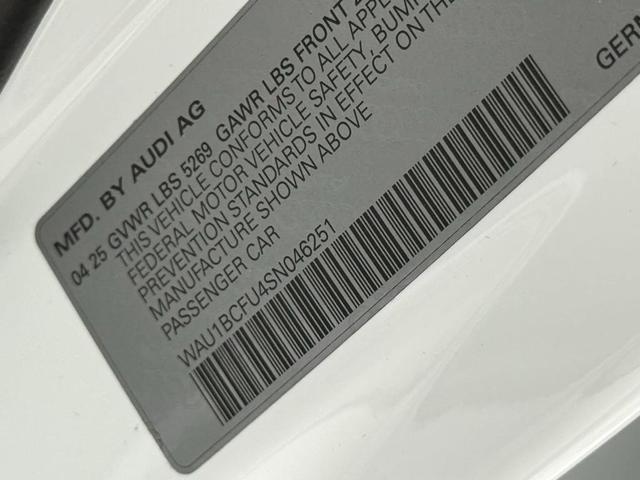 MFD. BY AUDI AG
04 25 GVWR LBS 5269 GAWR LBS FRONT
THIS VEHICLE CONFORMS TO ALL
FEDERAL MOTOR VEHICLE SAFETY,
PREVENTION STANDARDS IN EFFECT ON THE
MANUFACTURE SHOWN ABOVE
PASSENGER CAR
WAU1BCFU4SN046251